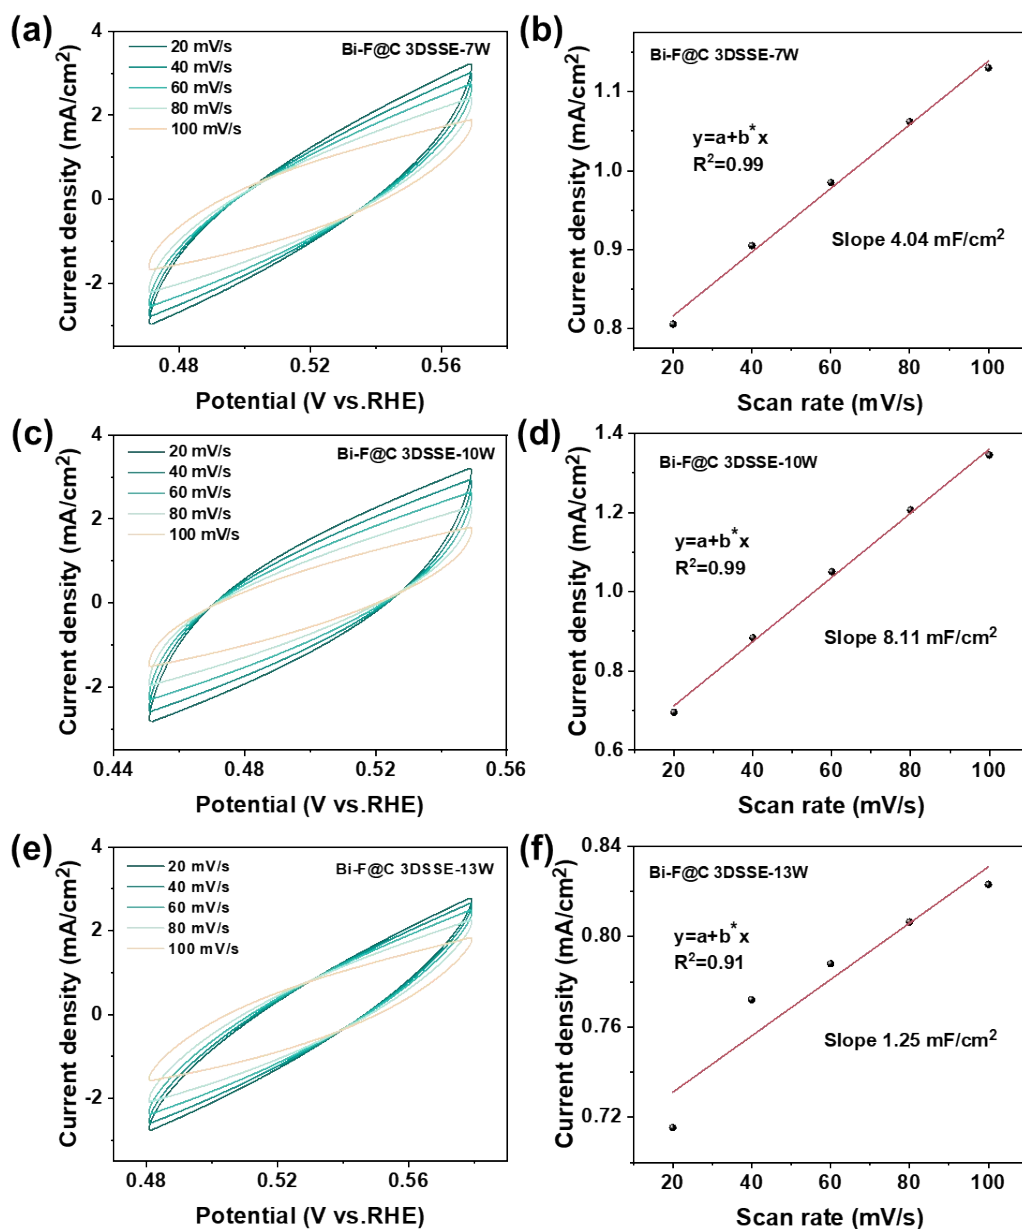 (a)
20 mV/s
40 mV/s
60 mV/s
80 mV/s
100 mV/s
Bi-F@C 3DSSE-7W
4
2
0
-2
0.48
0.52
0.56
Current density (mA/cm²)
Potential (V vs.RHE)
(b)
Bi-F@C 3DSSE-7W
y=a+b*x
R²=0.99
Slope 4.04 mF/cm²
1.1
1.0
0.9
0.8
20
40
60
80
100
Current density (mA/cm²)
Scan rate (mV/s)
(c)
20 mV/s
40 mV/s
60 mV/s
80 mV/s
100 mV/s
Bi-F@C 3DSSE-10W
4
2
0
-2
0.44
0.48
0.52
0.56
Current density (mA/cm²)
Potential (V vs.RHE)
(d)
Bi-F@C 3DSSE-10W
y=a+b*x
R²=0.99
Slope 8.11 mF/cm²
1.4
1.2
1.0
0.8
0.6
20
40
60
80
100
Current density (mA/cm²)
Scan rate (mV/s)
(e)
20 mV/s
40 mV/s
60 mV/s
80 mV/s
100 mV/s
Bi-F@C 3DSSE-13W
4
2
0
-2
0.48
0.52
0.56
Current density (mA/cm²)
Potential (V vs.RHE)
(f)
Bi-F@C 3DSSE-13W
y=a+b*x
R²=0.91
Slope 1.25 mF/cm²
0.84
0.80
0.76
0.72
20
40
60
80
100
Current density (mA/cm²)
Scan rate (mV/s)